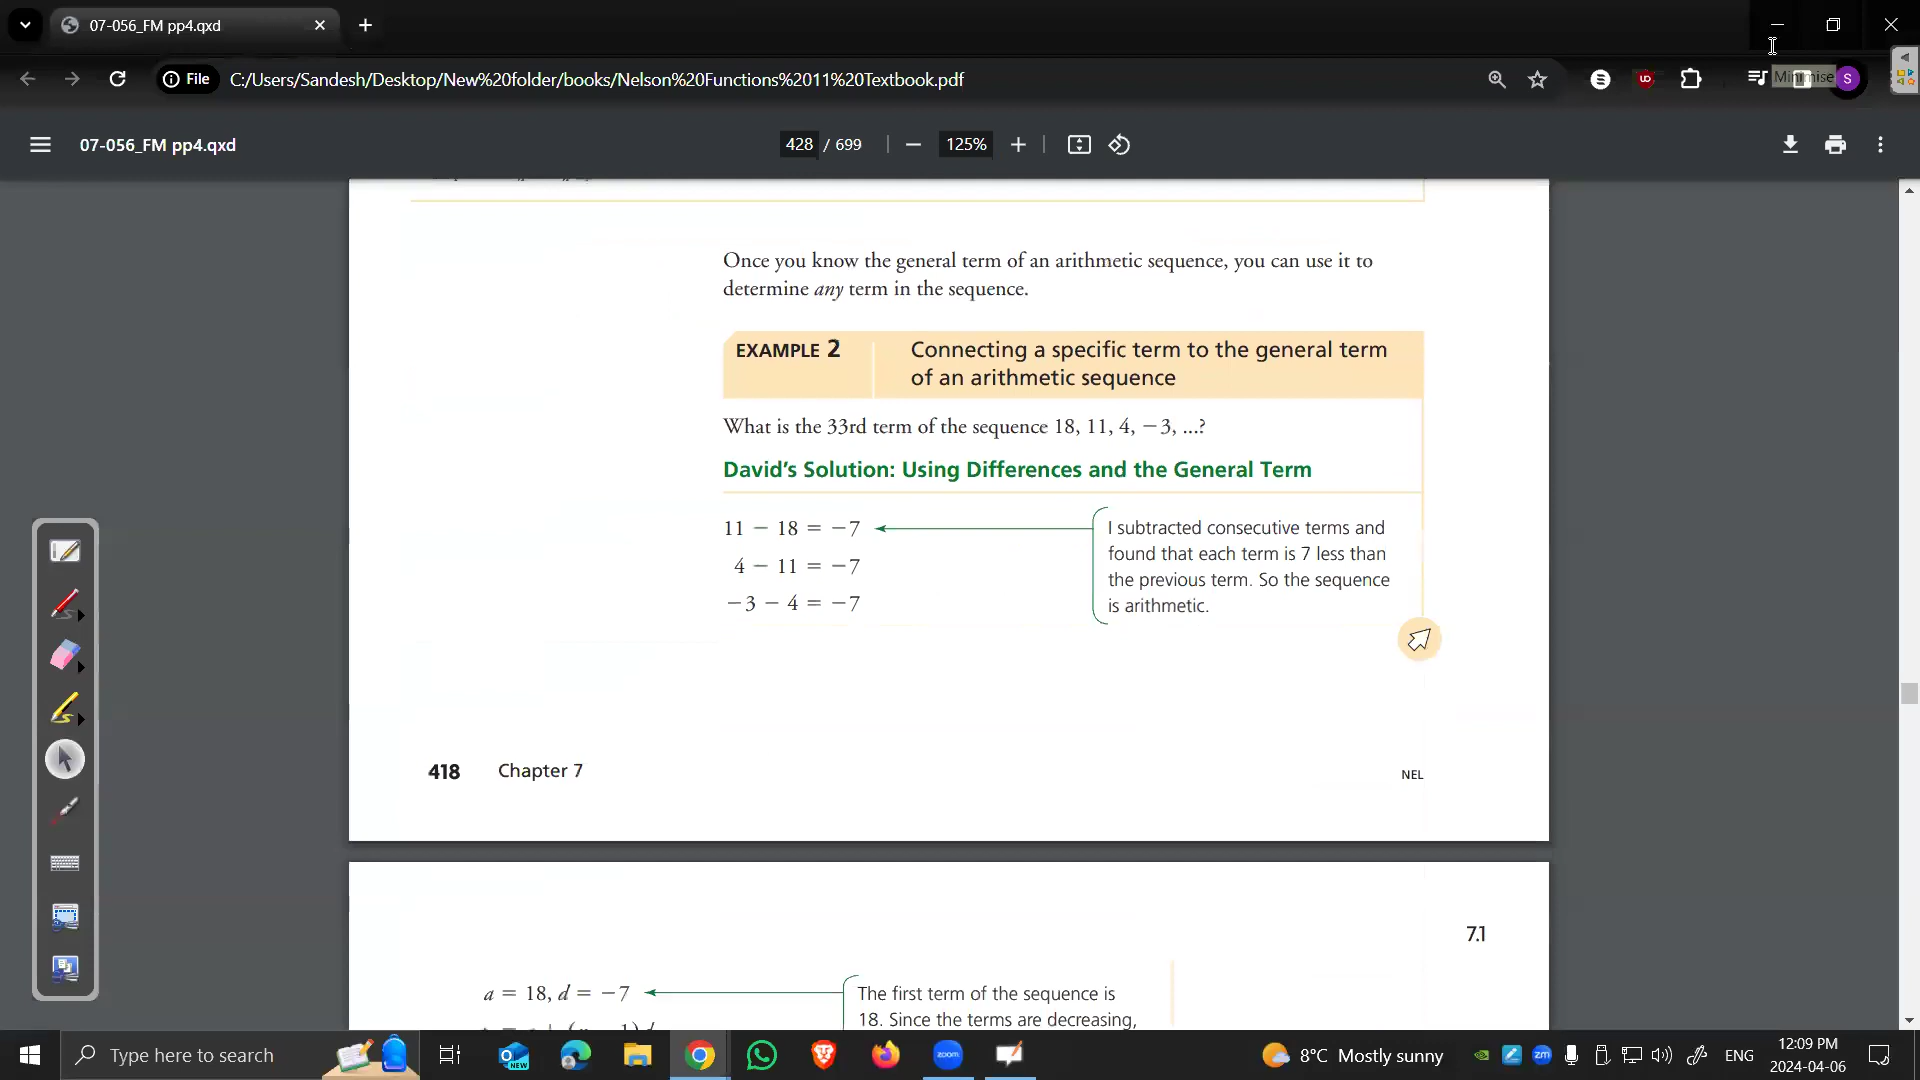 07-056_FM pp4.qxd
File
C:/Users/Sandesh/Desktop/New%20folder/books/Nelson%20Functions%2011%20Textbook.pdf
Minimise
S
07-056_FM pp4.qxd
428 / 699
125%
Once you know the general term of an arithmetic sequence, you can use it to
determine any term in the sequence.
EXAMPLE 2
Connecting a specific term to the general term
of an arithmetic sequence
What is the 33rd term of the sequence 18, 11, 4, −3, ...?
David's Solution: Using Differences and the General Term
11 − 18 = −7
4 − 11 = −7
−3 − 4 = −7
I subtracted consecutive terms and
found that each term is 7 less than
the previous term. So the sequence
is arithmetic.
418 Chapter 7
NEL
7.1
a = 18, d = −7
The first term of the sequence is
18. Since the terms are decreasing,
Type here to search
NEW
zoom
8°C Mostly sunny
zm
ENG
12:09 PM
2024-04-06